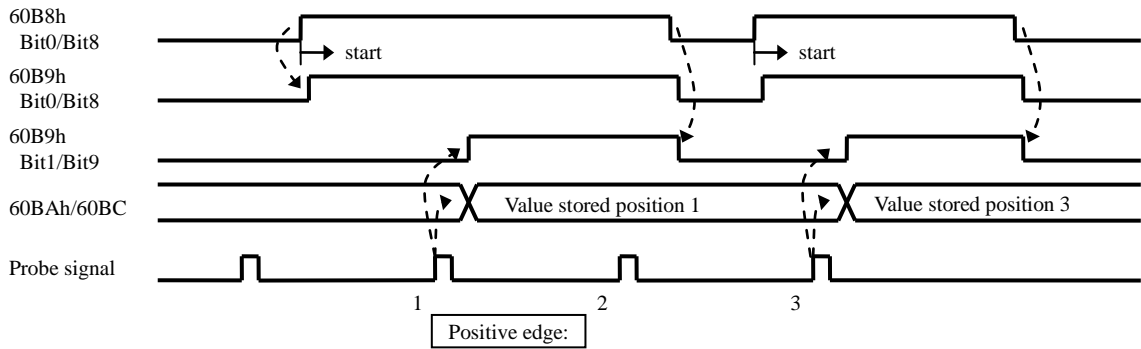 60B8h
Bit0/Bit8
start
start
60B9h
Bit0/Bit8
60B9h
Bit1/Bit9
60BAh/60BC
Value stored position 1
Value stored position 3
Probe signal
1
2
3
Positive edge: